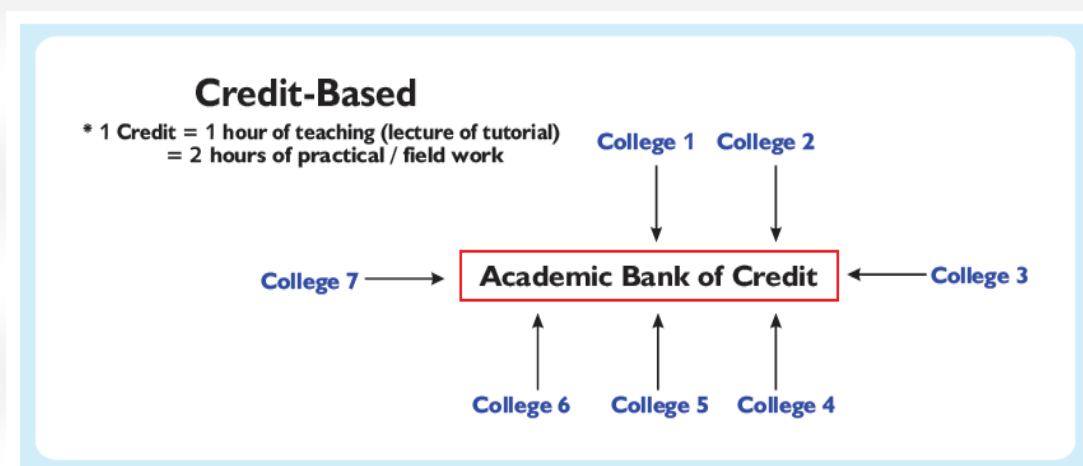 Credit-Based
* 1 Credit = 1 hour of teaching (lecture of tutorial)
= 2 hours of practical / field work
College 1 College 2
College 7
Academic Bank of Credit
College 3
College 6 College 5 College 4